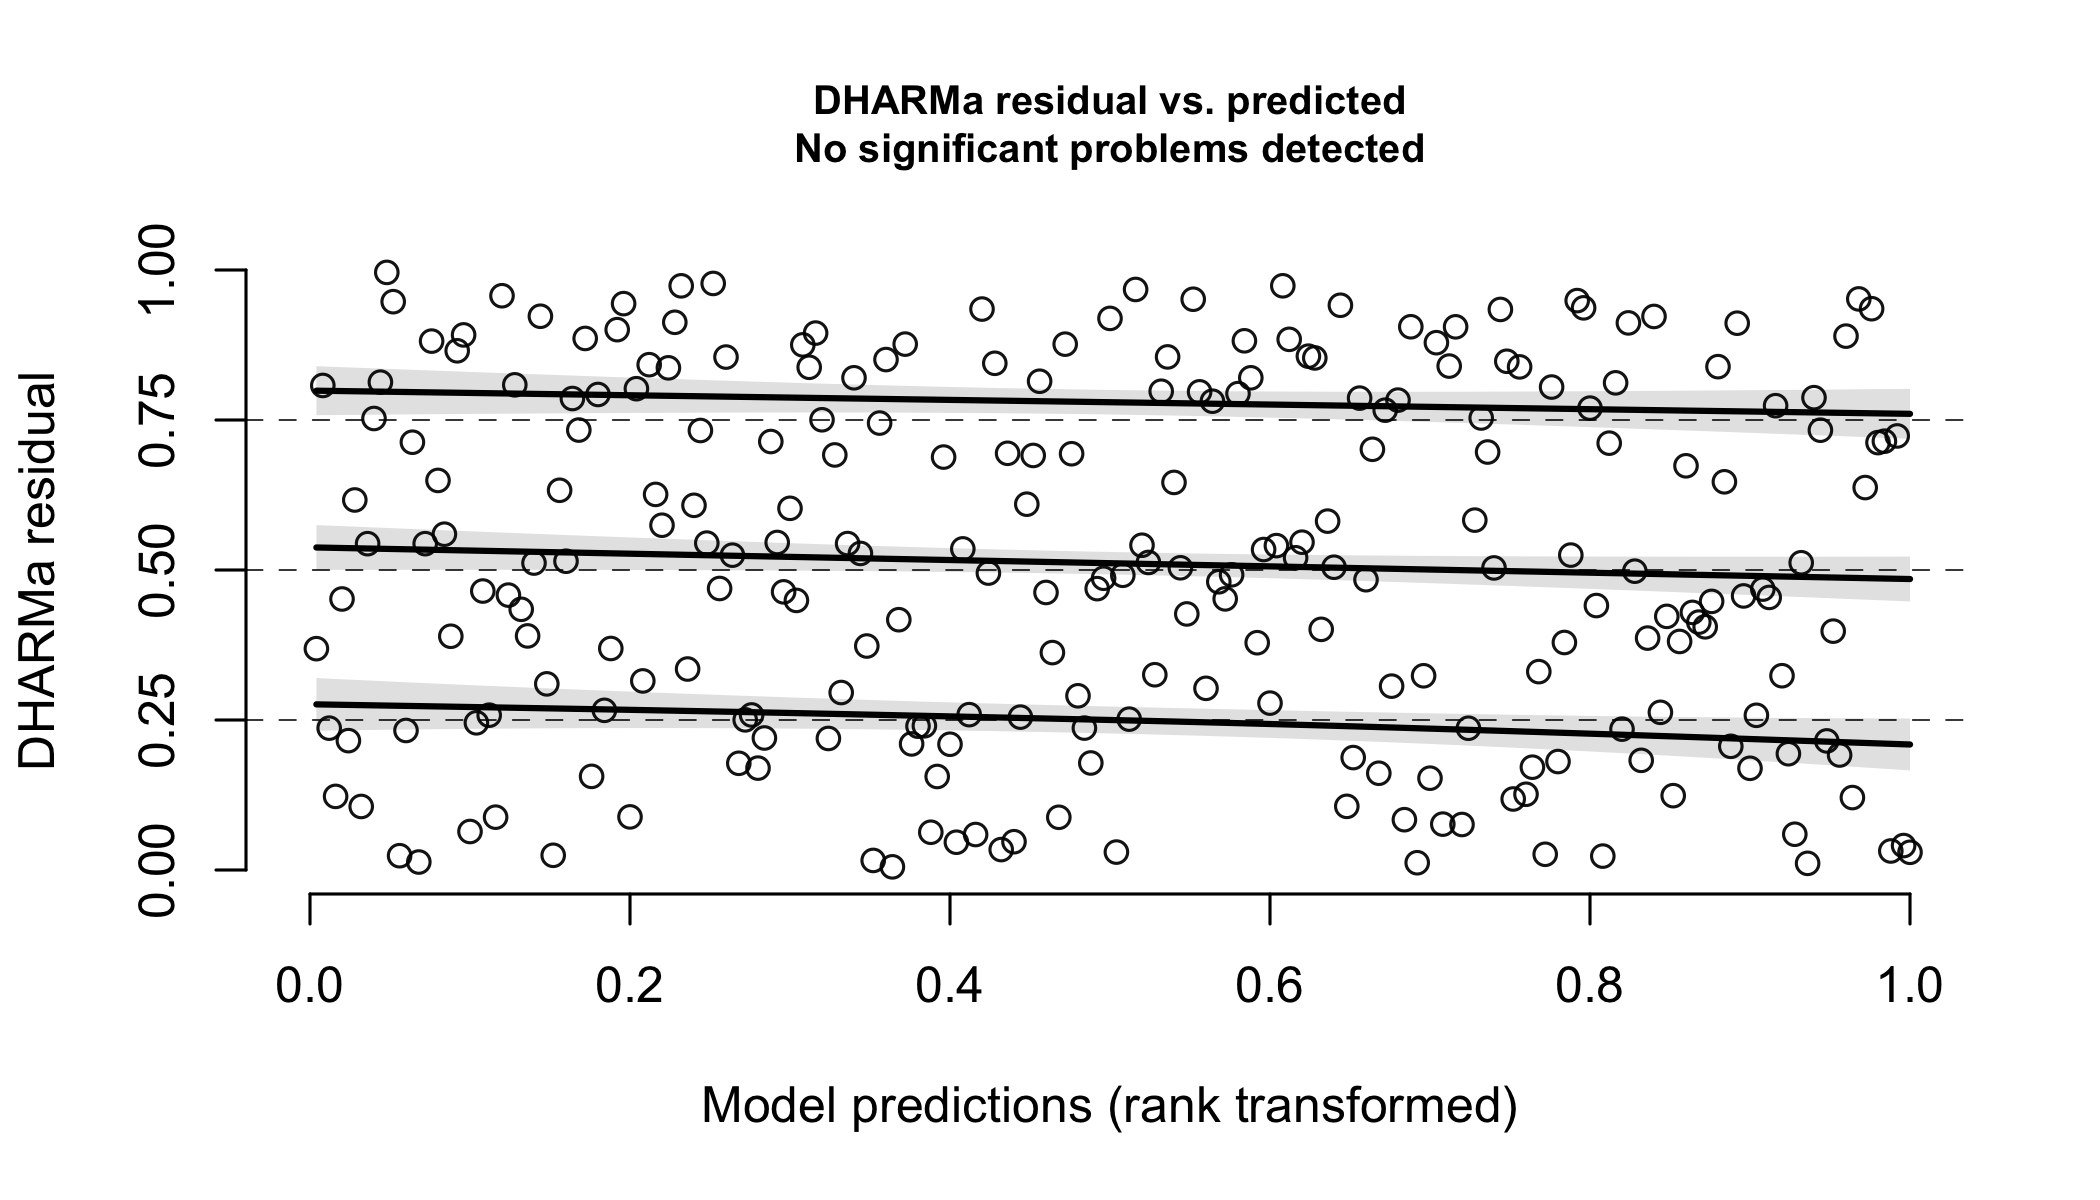 DHARMa residual vs. predicted
No significant problems detected
DHARMa residual
1.00
0.75
0.50
0.25
0.00
0.0 0.2 0.4 0.6 0.8 1.0
Model predictions (rank transformed)